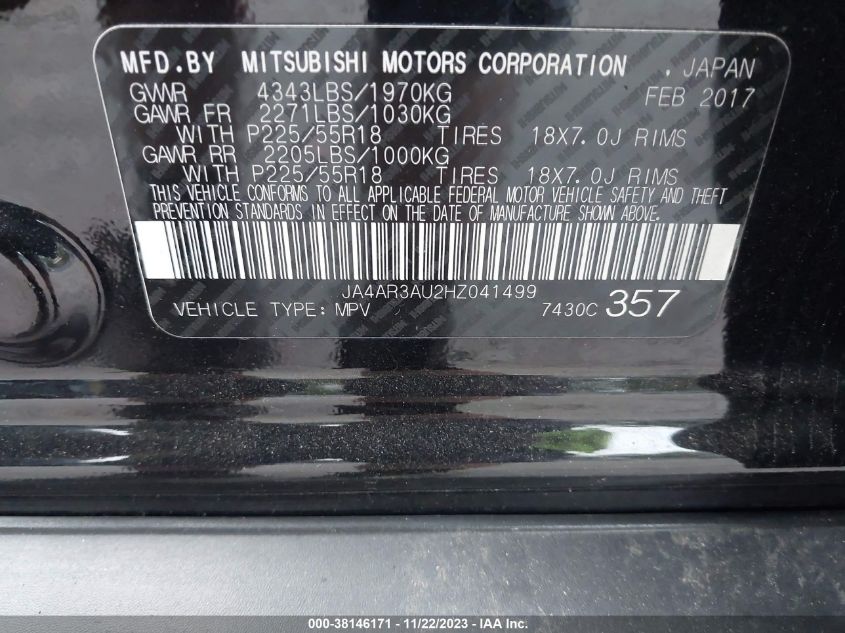 MFD.BY MITSUBISHI MOTORS CORPORATION , JAPAN
GVWR 4343LBS/1970KG FEB 2017
GAWR FR 2271LBS/1030KG
WITH P225/55R18 TIRES 18X7.0J RIMS
GAWR RR 2205LBS/1000KG
WITH P225/55R18 TIRES 18X7.0J RIMS
THIS VEHICLE CONFORMS TO ALL APPLICABLE FEDERAL MOTOR VEHICLE SAFETY AND THEFT
PREVENTION STANDARDS IN EFFECT ON THE DATE OF MANUFACTURE SHOWN ABOVE.
JA4AR3AU2HZ041499
VEHICLE TYPE: MPV 7430C 357
000-38146171 - 11/22/2023 - IAA Inc.